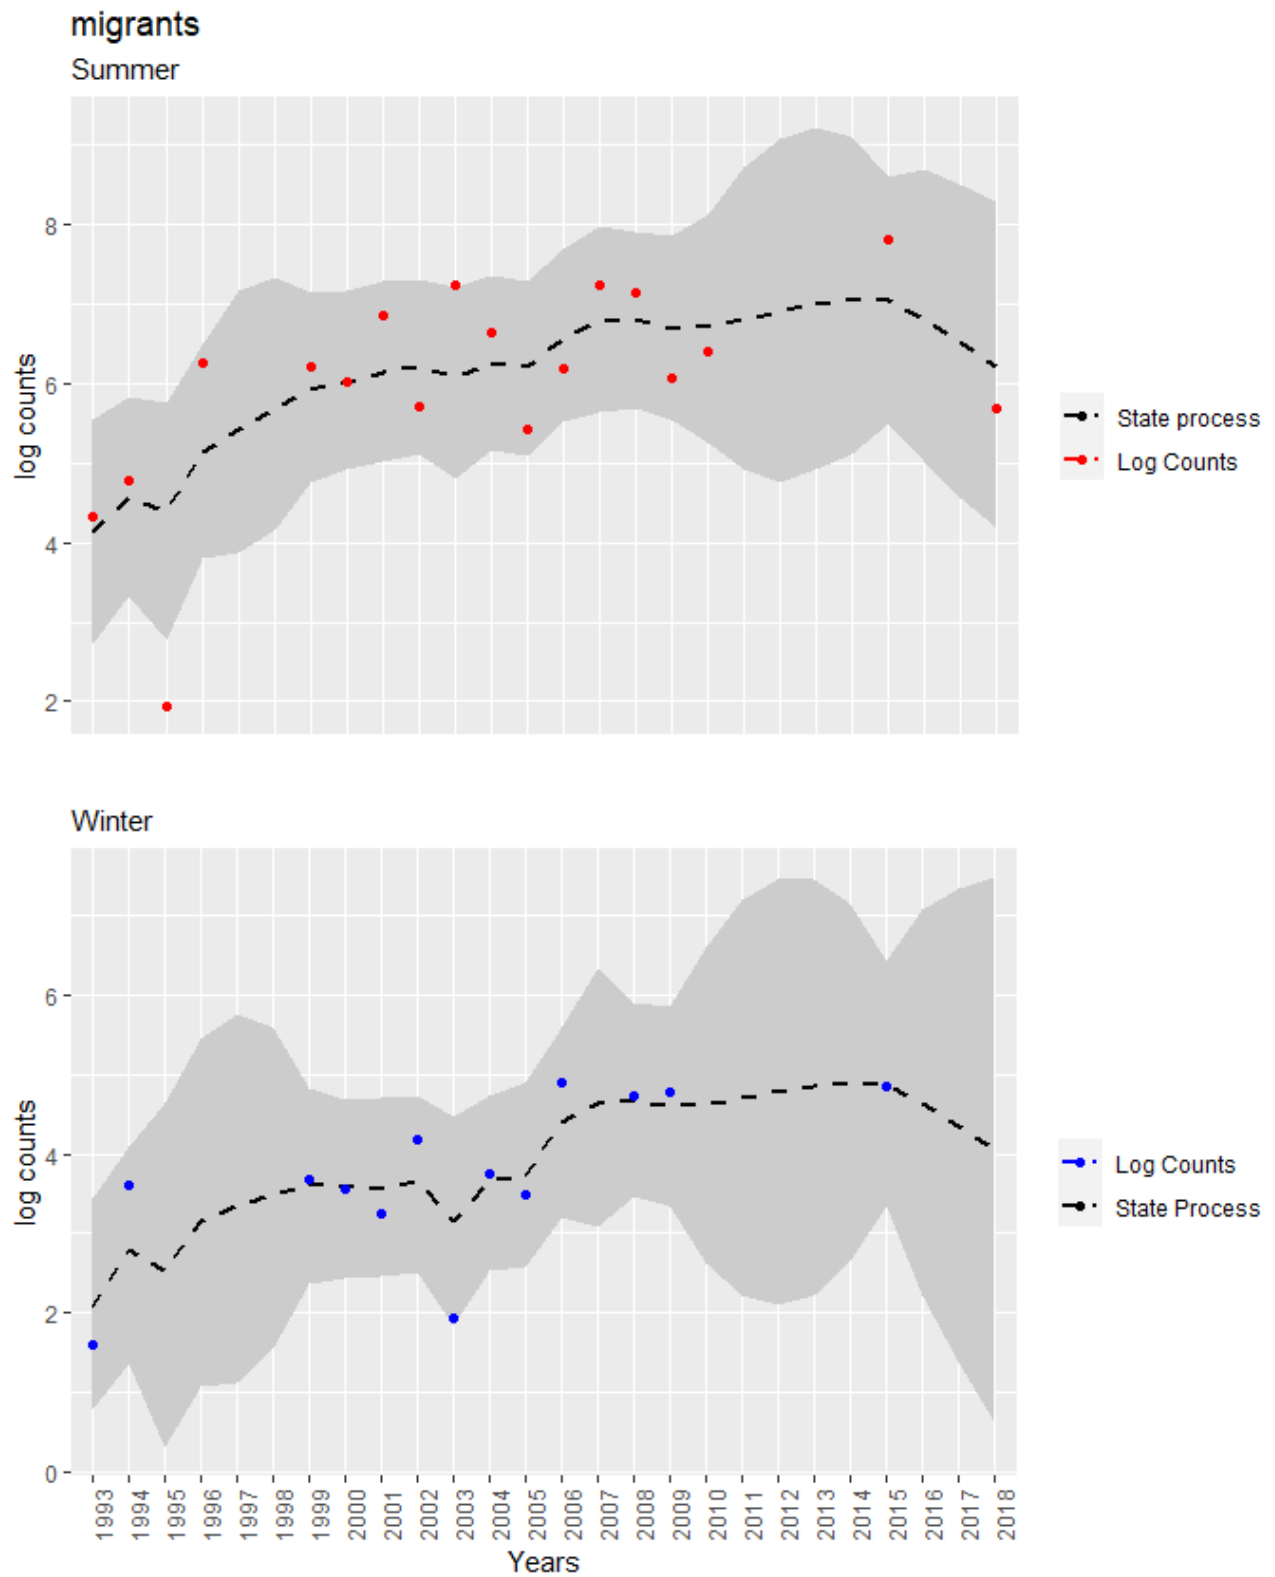 migrants
Summer
8
6
4
2
log counts
State process
Log Counts
Winter
6
4
2
0
log counts
Log Counts
State Process
1993 1994 1995 1996 1997 1998 1999 2000 2001 2002 2003 2004 2005 2006 2007 2008 2009 2010 2011 2012 2013 2014 2015 2016 2017 2018
Years